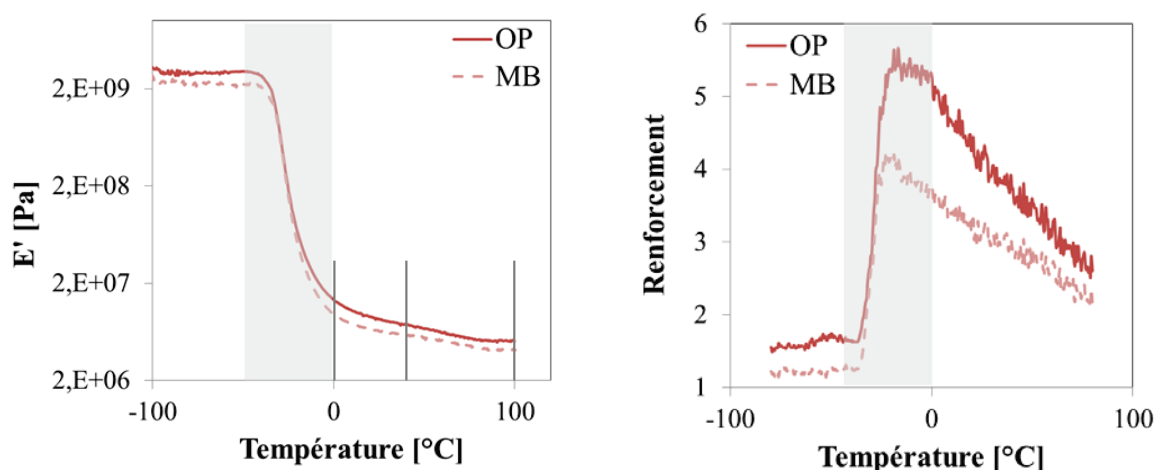 OP
MB
2,E+09
2,E+08
2,E+07
2,E+06
E' [Pa]
-100
0
100
Température [°C]
6
5
4
3
2
1
OP
MB
Renforcement
-100
0
100
Température [°C]